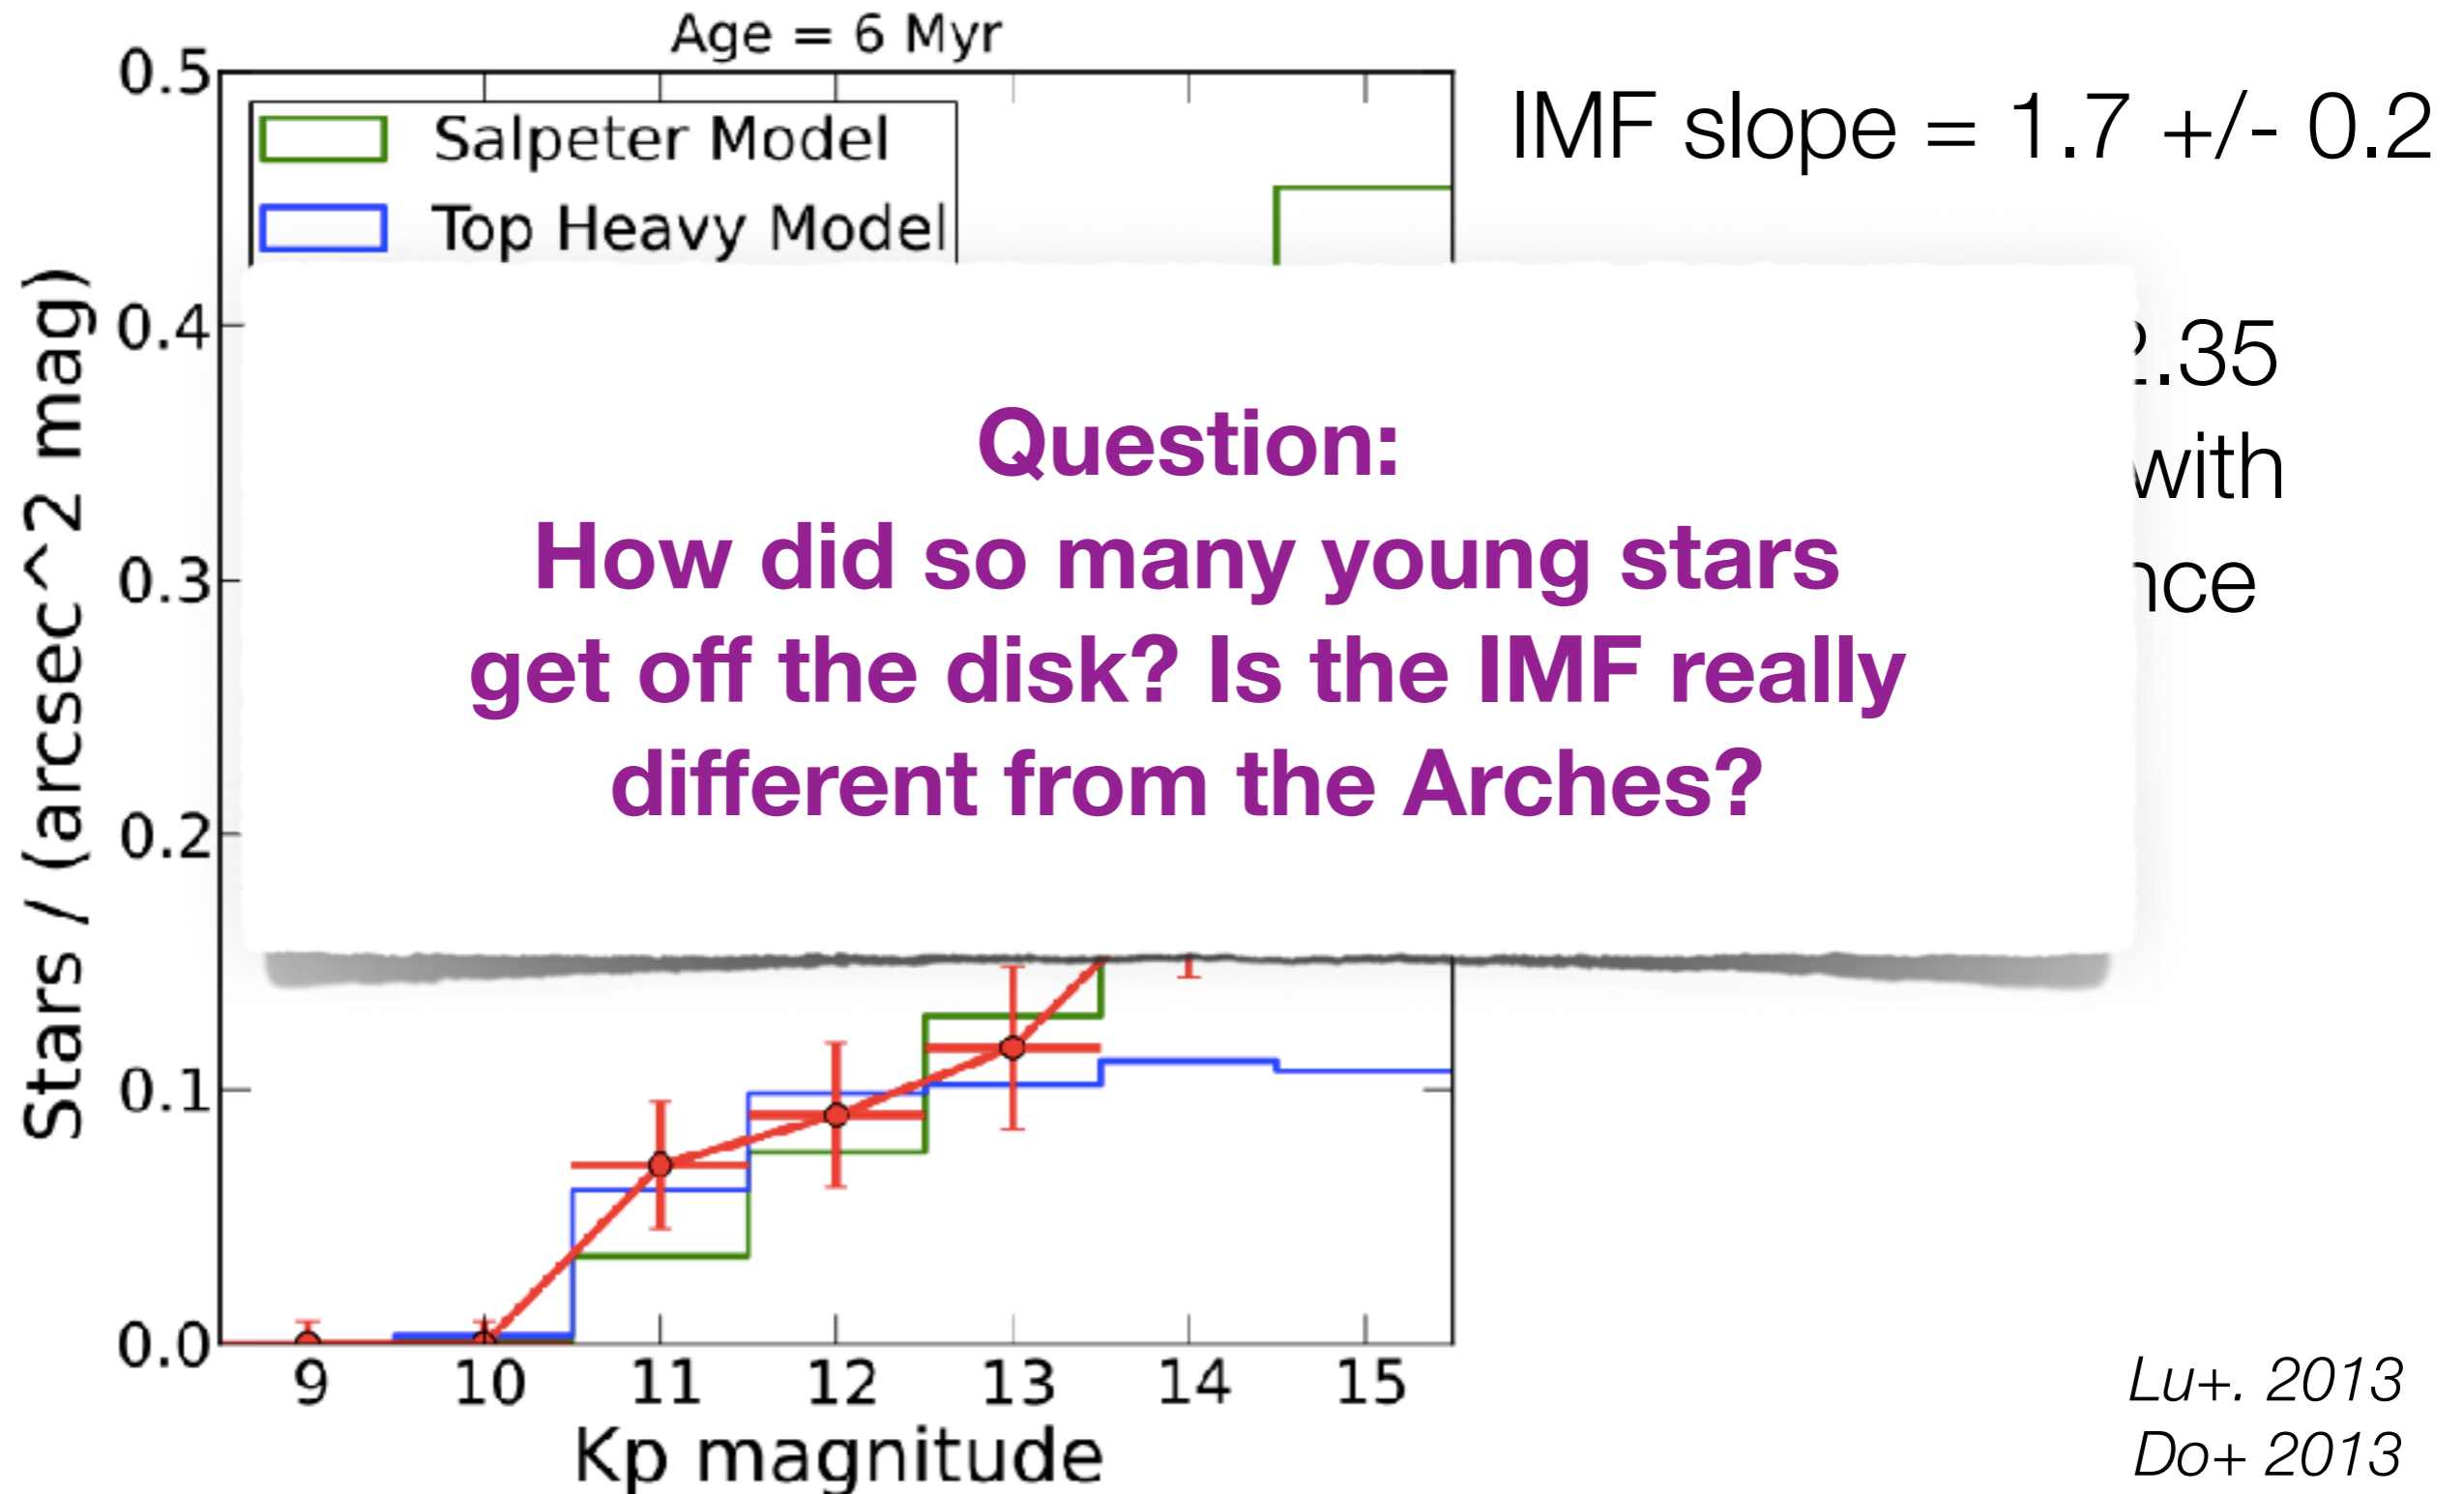 Age = 6 Myr
0.5
Salpeter Model
Top Heavy Model
IMF slope = 1.7 +/- 0.2
0.4
0.3
0.2
0.1
0.0
Stars / (arcsec^2 mag)
.35
with
Question:
How did so many young stars
get off the disk? Is the IMF really
different from the Arches?
9 10 11 12 13 14 15
Kp magnitude
Lu+. 2013
Do+ 2013